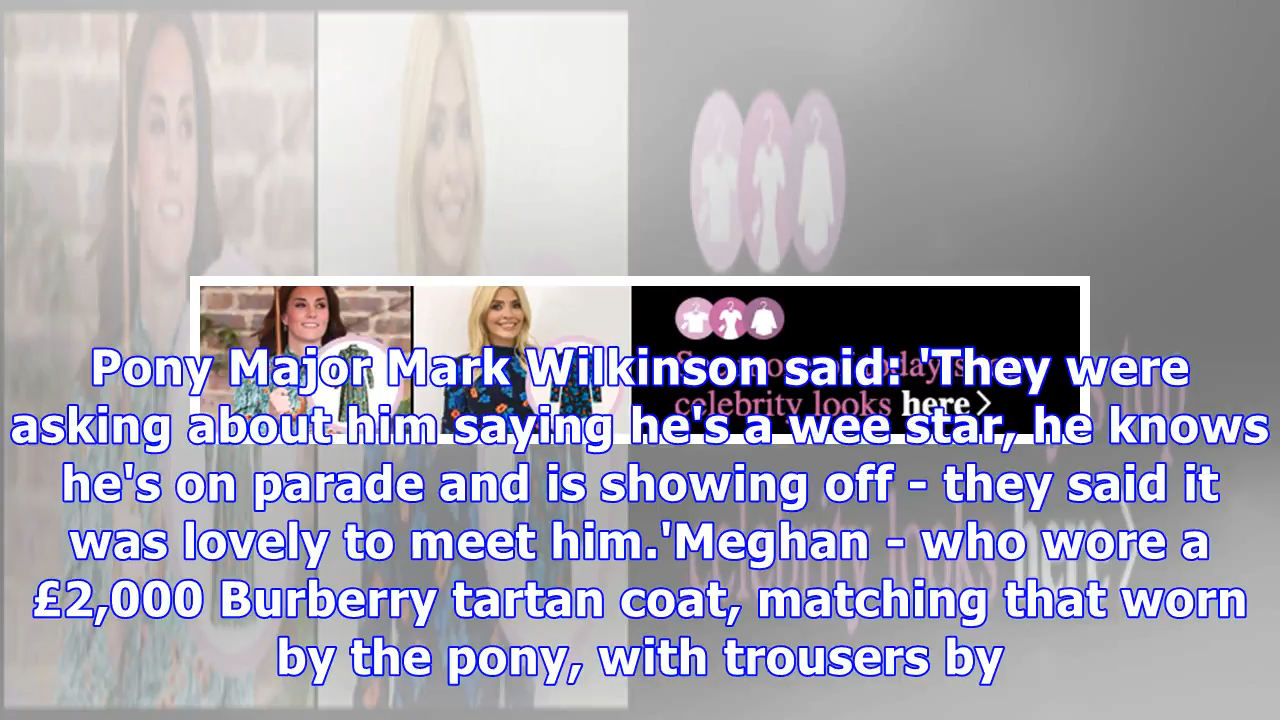 Pony Major Mark Wilkinson said: 'They were
asking about him saying he's a wee star, he knows
he's on parade and is showing off - they said it
was lovely to meet him.'Meghan - who wore a
£2,000 Burberry tartan coat, matching that worn
by the pony, with trousers by
celebrity looks here >